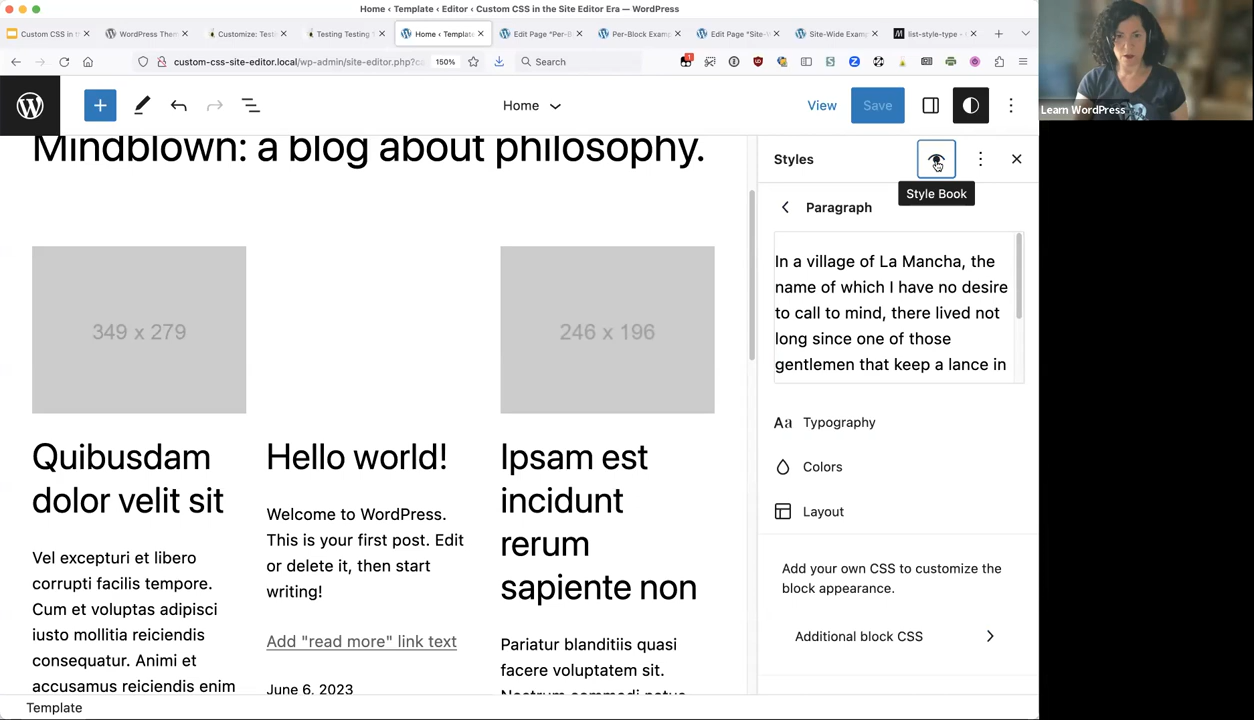 Home ‹ Template ‹ Editor ‹ Custom CSS in the Site Editor Era — WordPress
Custom CSS in t
WordPress Them
Customize: Test
Testing Testing
Home ‹ Templat
Edit Page "Per-B
Per-Block Examp
Edit Page "Site-W
Site-Wide Exam
list-style-type -
custom-css-site-editor.local/wp-admin/site-editor.php?c
150%
Search
Home
View
Save
Mindblown: a blog about philosophy.
349 x 279
246 x 196
Quibusdam
dolor velit sit
Vel excepturi et libero
corrupti facilis tempore.
Cum et voluptas adipisci
iusto mollitia reiciendis
consequatur. Animi et
accusamus reiciendis enim
Hello world!
Welcome to WordPress.
This is your first post. Edit
or delete it, then start
writing!
Add "read more" link text
June 6, 2023
Ipsam est
incidunt
rerum
sapiente non
Pariatur blanditiis quasi
facere voluptatem sit.
Styles
Style Book
Paragraph
In a village of La Mancha, the
name of which I have no desire
to call to mind, there lived not
long since one of those
gentlemen that keep a lance in
Aa Typography
Colors
Layout
Add your own CSS to customize the
block appearance.
Additional block CSS
Template
Learn WordPress